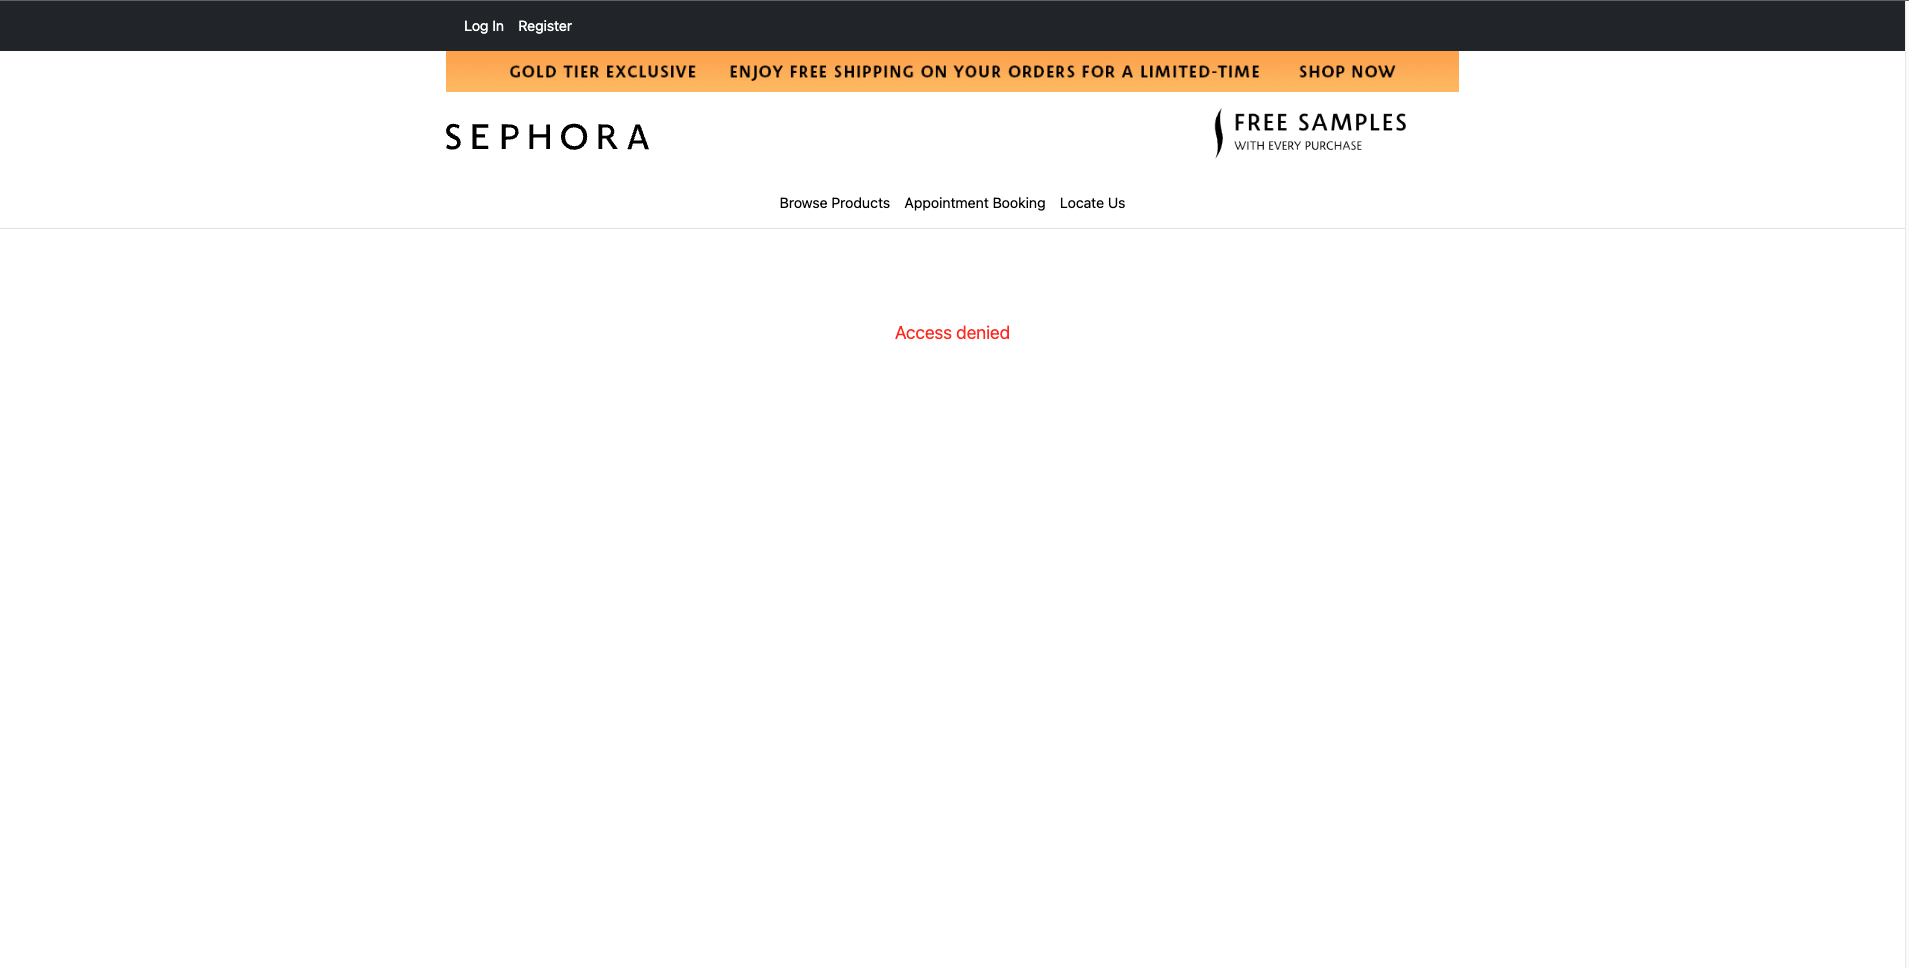 Log In Register
GOLD TIER EXCLUSIVE ENJOY FREE SHIPPING ON YOUR ORDERS FOR A LIMITED-TIME SHOP NOW
SEPHORA
FREE SAMPLES
WITH EVERY PURCHASE
Browse Products Appointment Booking Locate Us
Access denied